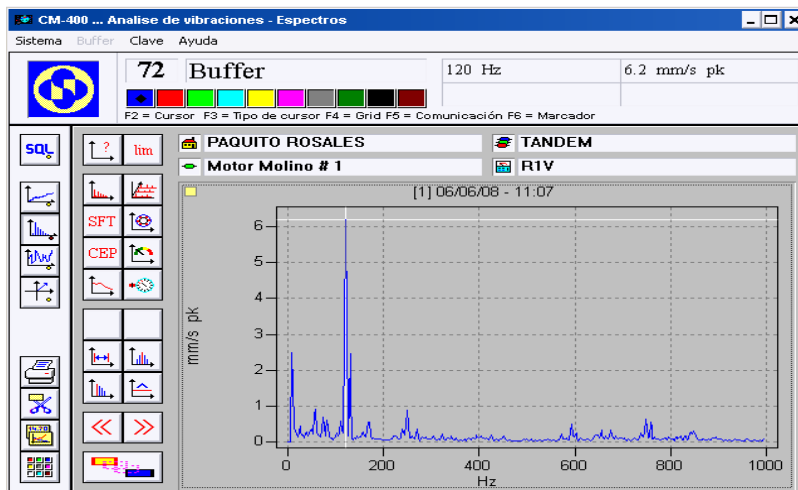 CM-400 ... Analise de vibraciones - Espectros
Sistema Buffer Clave Ayuda
72 Buffer 120 Hz 6.2 mm/s pk
F2 = Cursor F3 = Tipo de cursor F4 = Grid F5 = Comunicación F6 = Marcador
SQL ? lim PAQUITO ROSALES TANDEM
Motor Molino # 1 R1V
[1] 06/06/08 - 11:07
SFT
CEP
6
5
4
3
2
1
0
mm/s pk
0 200 400 600 800 1000
Hz
14.70
<< >>